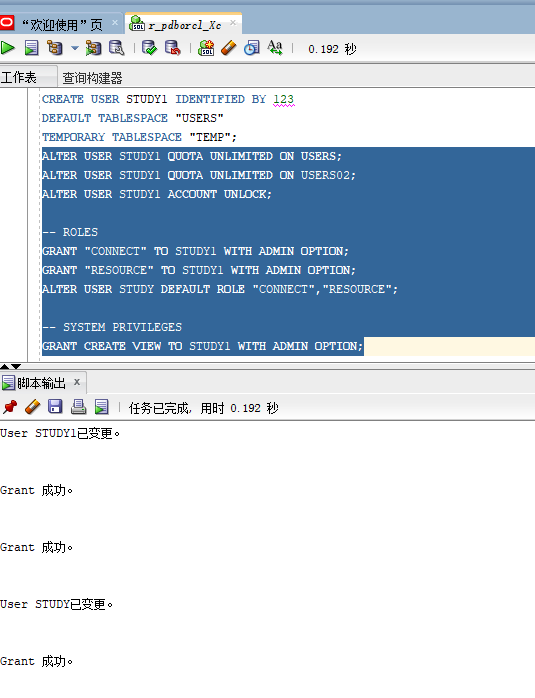 “欢迎使用”页
r_pdborcl_Xc
SQL
SQL
0.192 秒
工作表
查询构建器
CREATE USER STUDY1 IDENTIFIED BY 123
DEFAULT TABLESPACE "USERS"
TEMPORARY TABLESPACE "TEMP";
ALTER USER STUDY1 QUOTA UNLIMITED ON USERS;
ALTER USER STUDY1 QUOTA UNLIMITED ON USERS02;
ALTER USER STUDY1 ACCOUNT UNLOCK;
-- ROLES
GRANT "CONNECT" TO STUDY1 WITH ADMIN OPTION;
GRANT "RESOURCE" TO STUDY1 WITH ADMIN OPTION;
ALTER USER STUDY DEFAULT ROLE "CONNECT","RESOURCE";
-- SYSTEM PRIVILEGES
GRANT CREATE VIEW TO STUDY1 WITH ADMIN OPTION;
脚本输出 x
任务已完成, 用时 0.192 秒
User STUDY1已变更。
Grant 成功。
Grant 成功。
User STUDY已变更。
Grant 成功。